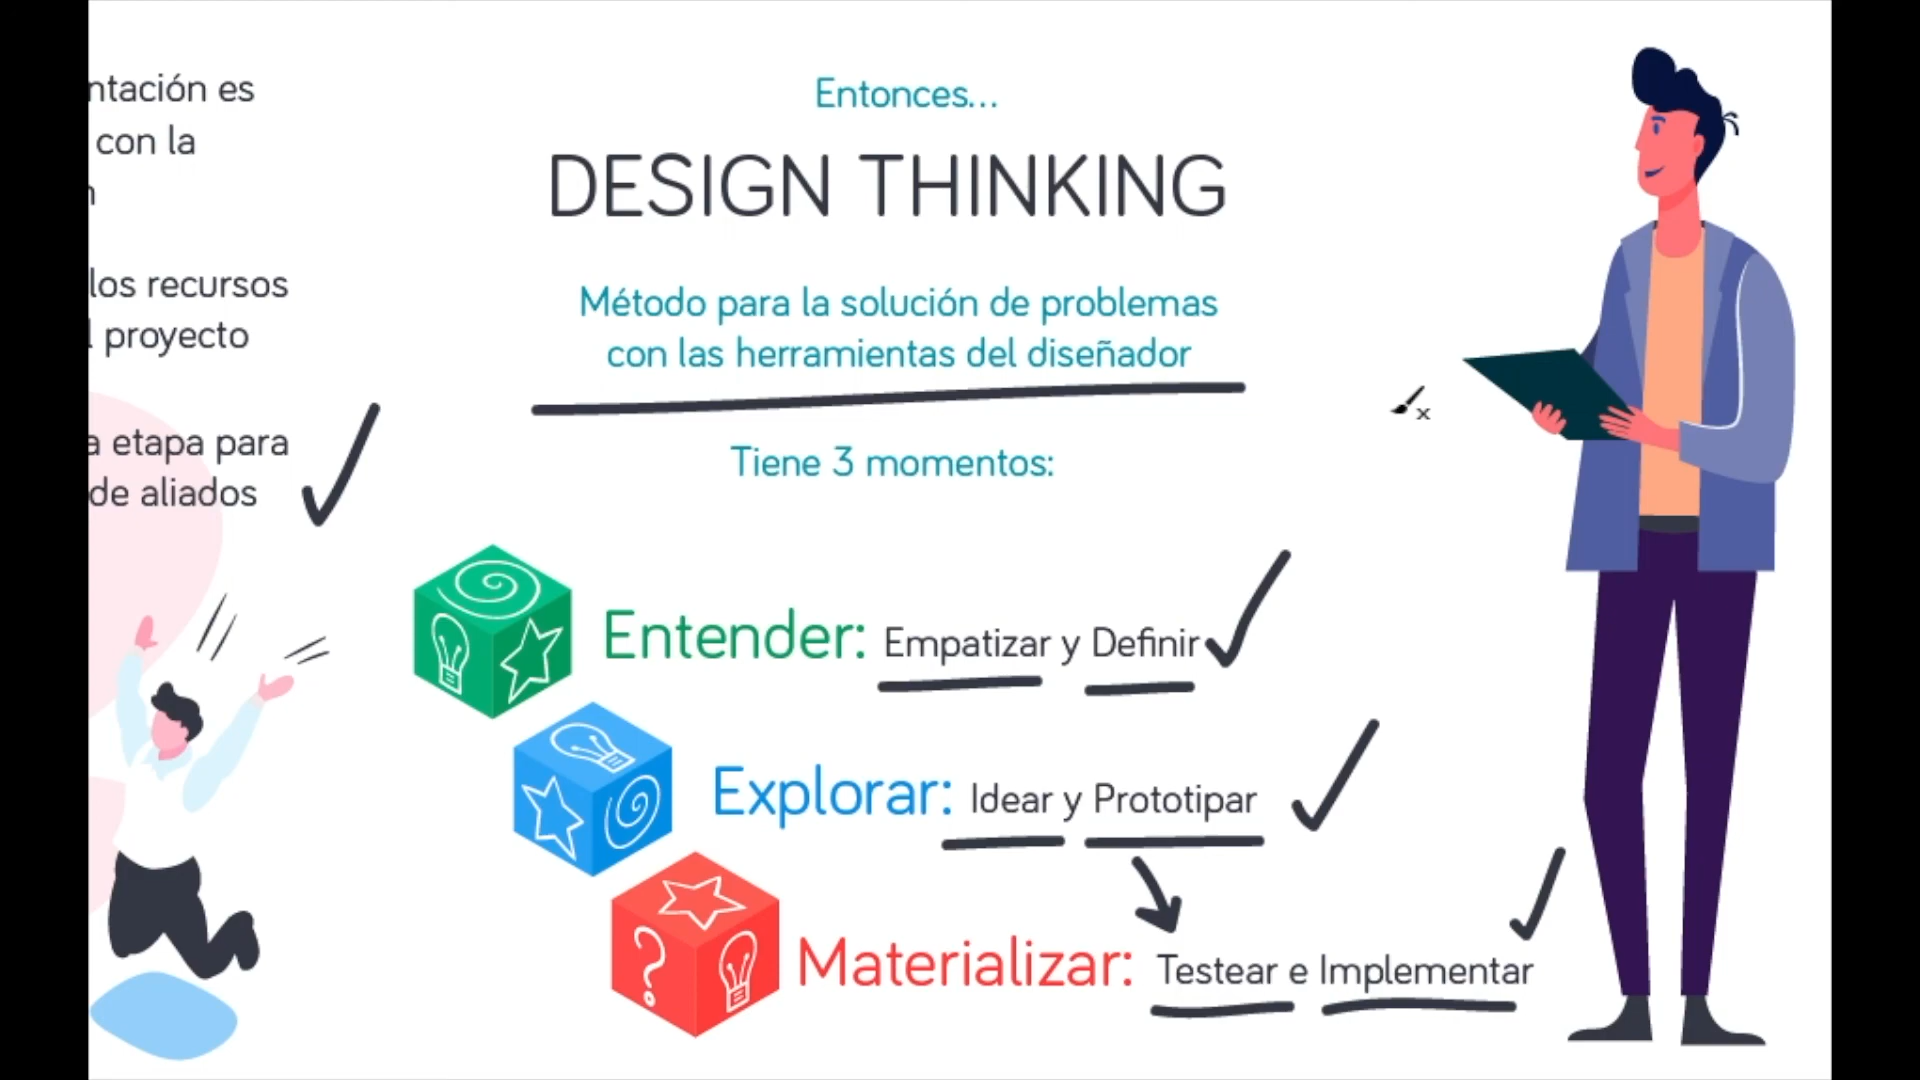 ntación es
con la
los recursos
l proyecto
a etapa para
de aliados
Entonces...
DESIGN THINKING
Método para la solución de problemas
con las herramientas del diseñador
Tiene 3 momentos:
Entender: Empatizar y Definir
Explorar: Idear y Prototipar
Materializar: Testear e Implementar